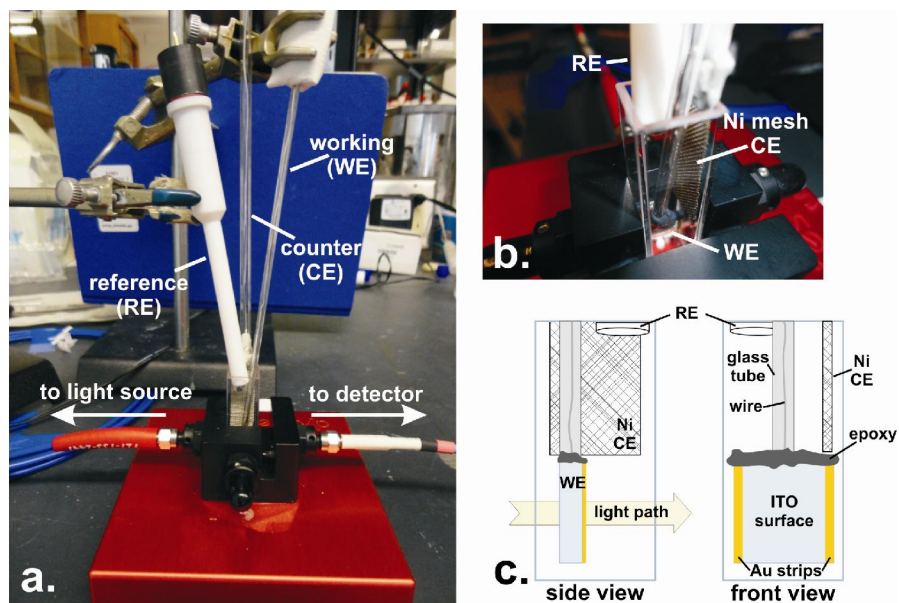 working
(WE)
counter
(CE)
reference
(RE)
to light source
to detector
a.
RE
Ni mesh
CE
WE
b.
RE
glass
tube
wire
Ni
CE
Ni
CE
epoxy
WE
light path
ITO
surface
Au strips
c.
side view
front view